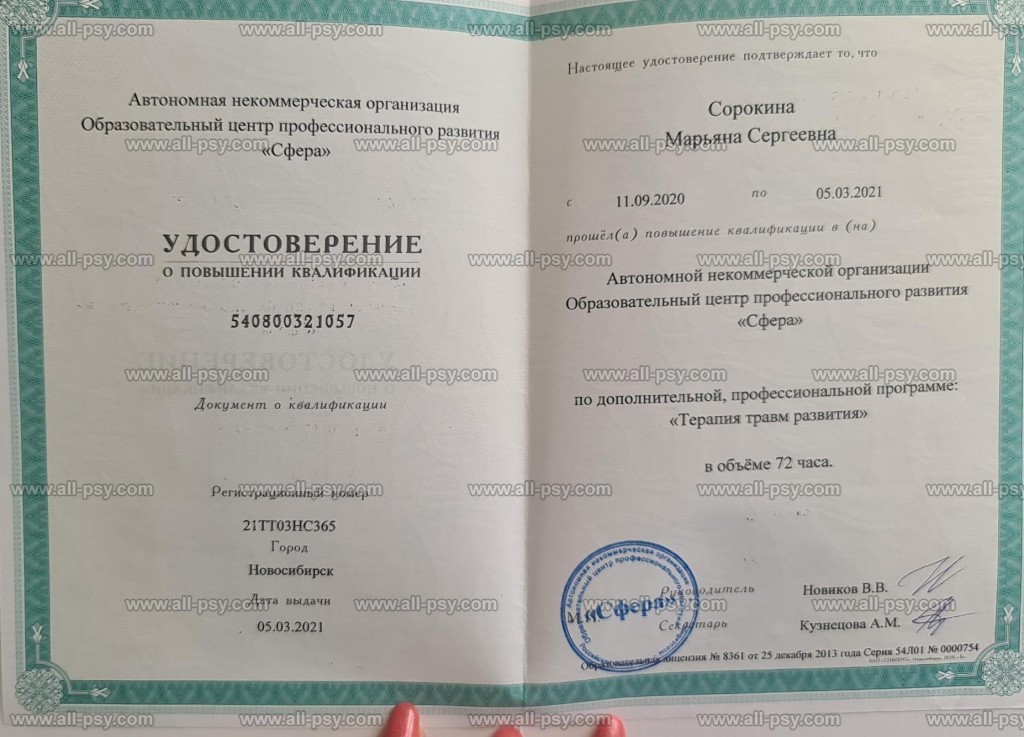 Автономная некоммерческая организация
Образовательный центр профессионального развития
«Сфера»
УДОСТОВЕРЕНИЕ
О ПОВЫШЕНИИ КВАЛИФИКАЦИИ
540800321057
Документ о квалификации
Регистрационный номер
21ТТ03НС365
Город
Новосибирск
Дата выдачи
05.03.2021
Настоящее удостоверение подтверждает то, что
Сорокина
Марьяна Сергеевна
с 11.09.2020 по 05.03.2021
прошёл(а) повышение квалификации в (на)
Автономной некоммерческой организации
Образовательный центр профессионального развития
«Сфера»
по дополнительной, профессиональной программе:
«Терапия травм развития»
в объёме 72 часа.
М.П.
«Сфера»
Руководитель Новиков В.В.
Секретарь Кузнецова А.М.
Образовательная лицензия № 8361 от 25 декабря 2013 года Серия 54Л01 № 0000754
www.all-psy.com